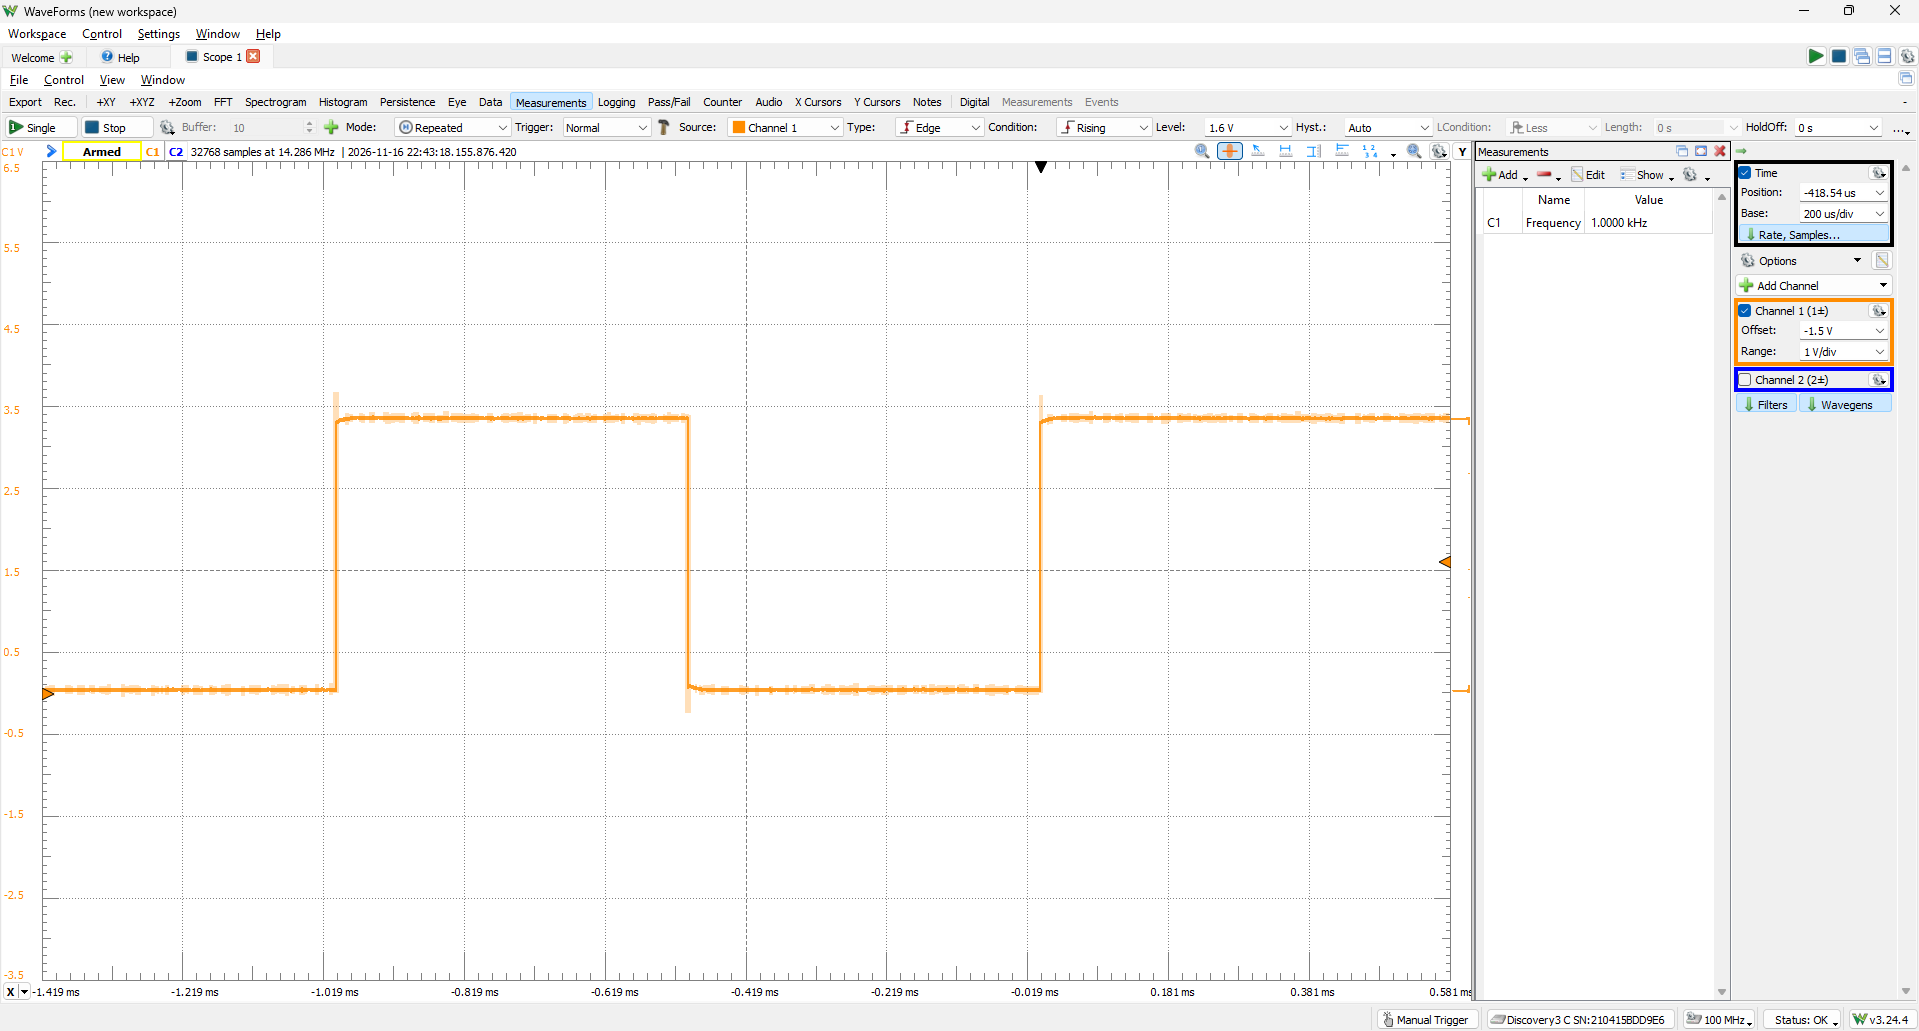 WaveForms (new workspace)
Workspace Control Settings Window Help
Welcome Help Scope 1
File Control View Window
Export Rec. +XY +XYZ +Zoom FFT Spectrogram Histogram Persistence Eye Data Measurements Logging Pass/Fail Counter Audio X Cursors Y Cursors Notes Digital Measurements Events
Single Stop Buffer: 10 Mode: Repeated Trigger: Normal Source: Channel 1 Type: Edge Condition: Rising Level: 1.6 V Hyst.: Auto LCondition: Less Length: 0 s HoldOff: 0 s ...
C1 V Armed C1 C2 32768 samples at 14.286 MHz | 2026-11-16 22:43:18.155.876.420 Y
6.5
5.5
4.5
3.5
2.5
1.5
0.5
-0.5
-1.5
-2.5
-3.5
X -1.419 ms -1.219 ms -1.019 ms -0.819 ms -0.619 ms -0.419 ms -0.219 ms -0.019 ms 0.181 ms 0.381 ms 0.581 ms
Measurements
Add Edit Show
Name Value
C1 Frequency 1.0000 kHz
Time
Position: -418.54 us
Base: 200 us/div
Rate, Samples...
Options
Add Channel
Channel 1 (1±)
Offset: -1.5 V
Range: 1 V/div
Channel 2 (2±)
Filters Wavegens
Manual Trigger Discovery3 C SN:210415BDD9E6 100 MHz Status: OK v3.24.4